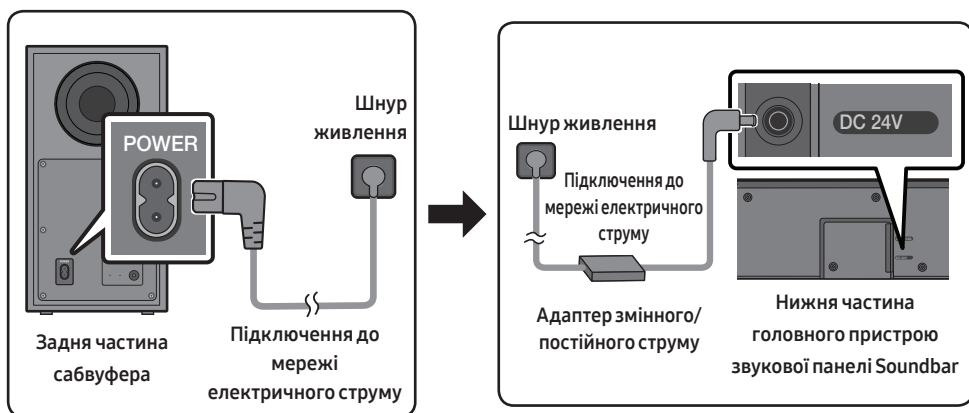 Шнур
живлення
POWER
Задня частина
сабвуфера
Підключення до
мережі
електричного струму
DC 24V
Шнур живлення
Підключення до
мережі електричного
струму
Адаптер змінного/
постійного струму
Нижня частина
головного пристрою
звукової панелі Soundbar